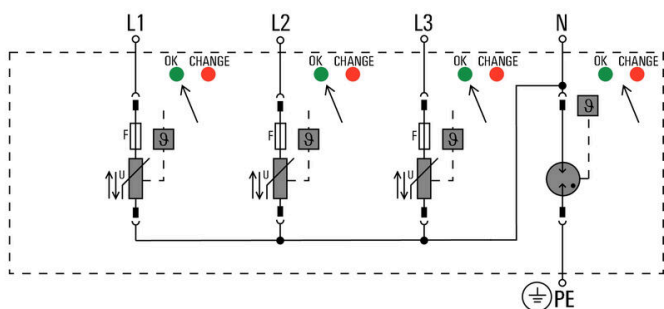 L1 L2 L3 N
OK CHANGE OK CHANGE OK CHANGE OK CHANGE
ϑ
F ϑ F ϑ F ϑ
U U U
PE